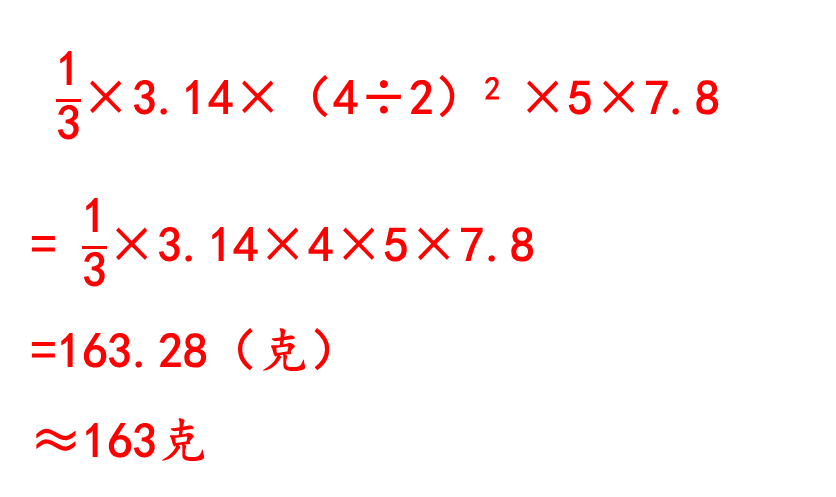 1/3×3.14×（4÷2）²×5×7.8
= 1/3×3.14×4×5×7.8
=163.28（克）
≈163克